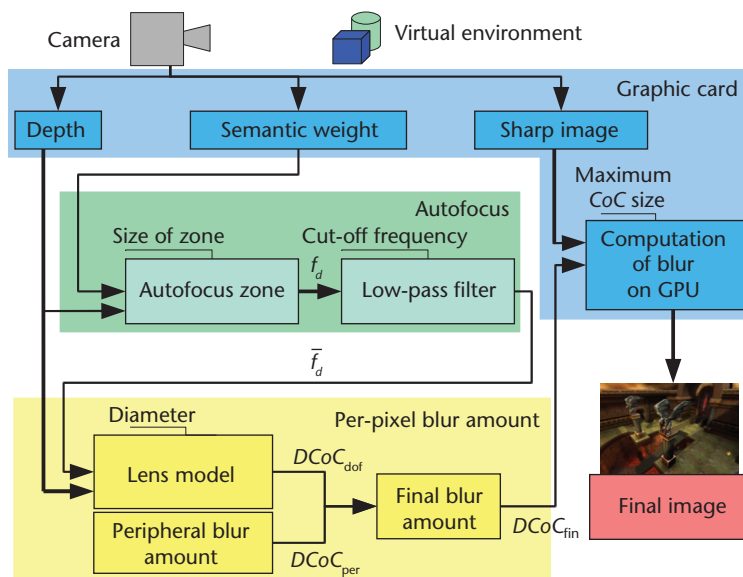 Camera
Virtual environment
Graphic card
Depth
Semantic weight
Sharp image
Maximum
CoC size
Autofocus
Size of zone
Cut-off frequency
Computation
of blur
on GPU
Autofocus zone
f_d
Low-pass filter
f̅_d
Diameter
Per-pixel blur amount
Lens model
DCoC_dof
Final blur
amount
DCoC_fin
Peripheral blur
amount
DCoC_per
Final image